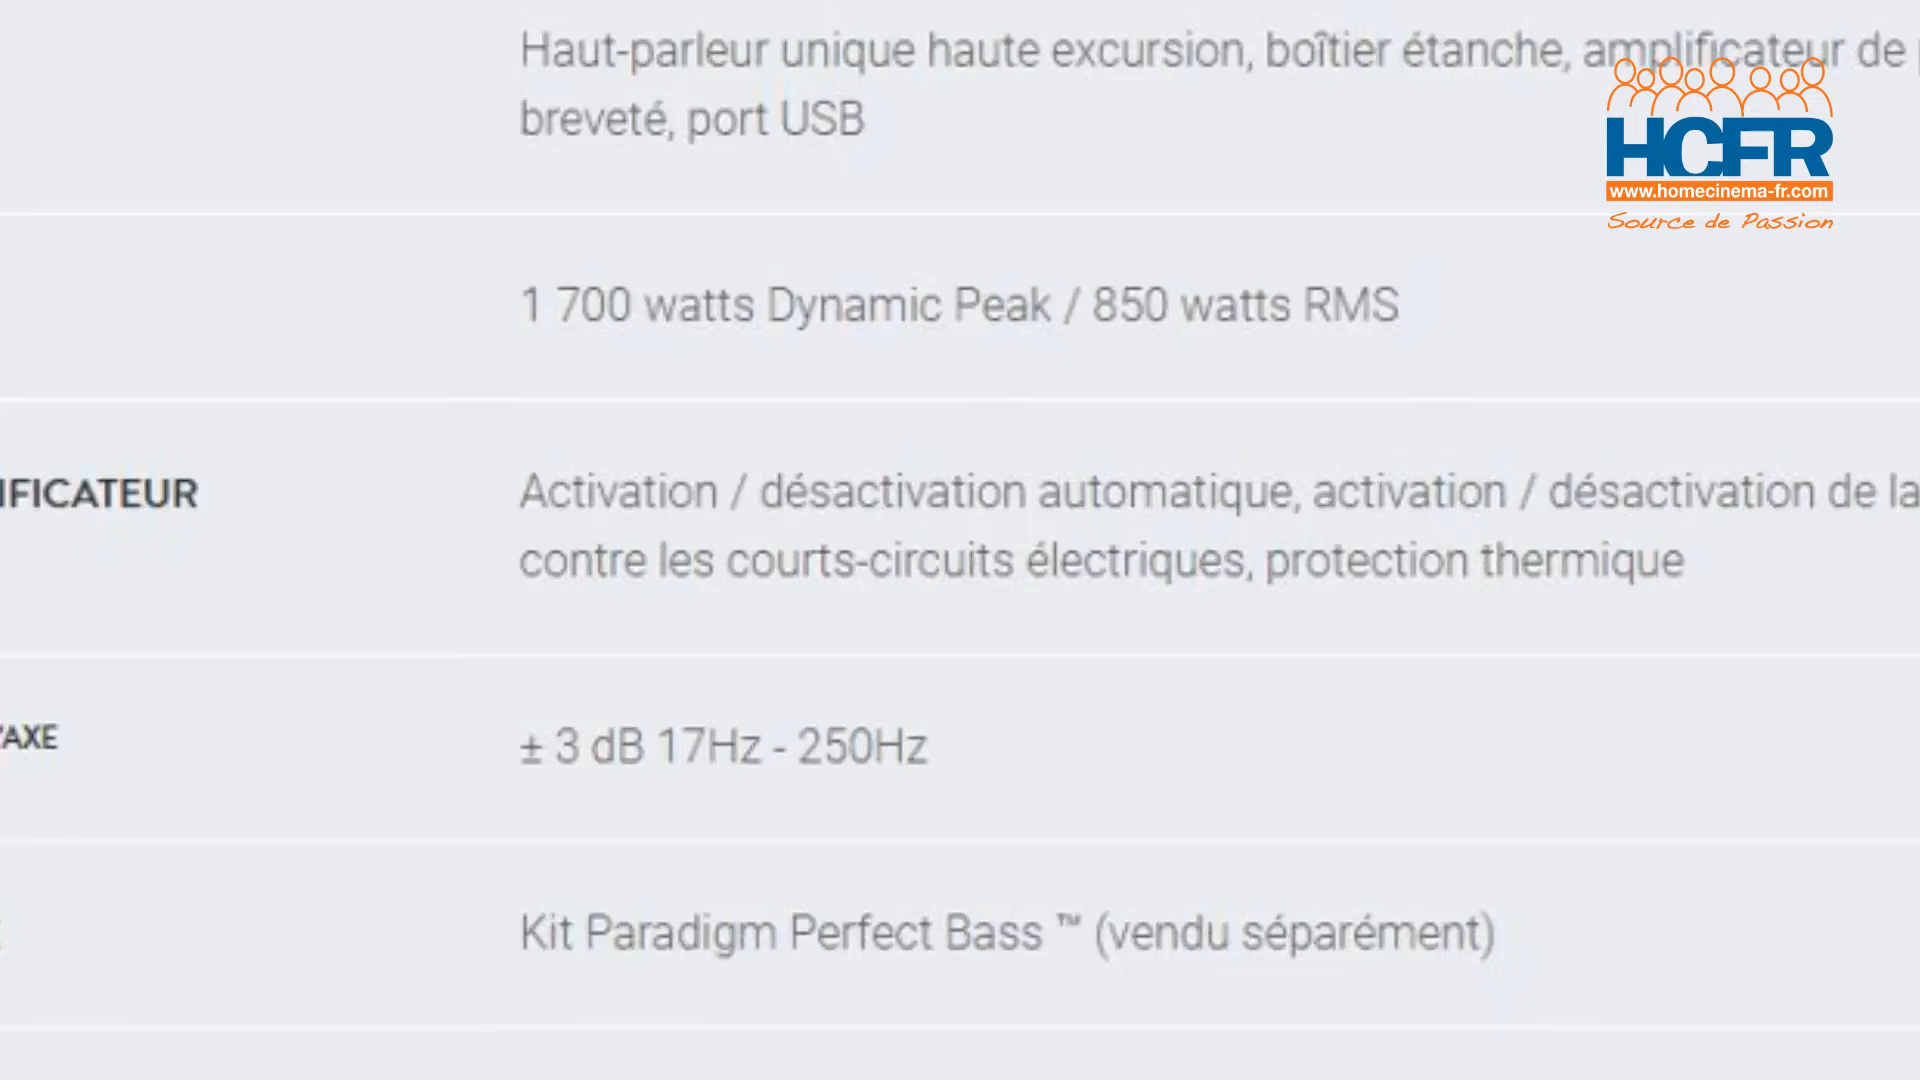 Haut-parleur unique haute excursion, boîtier étanche, amplificateur de
breveté, port USB
HCFR
www.homecinema-fr.com
Source de Passion
1 700 watts Dynamic Peak / 850 watts RMS
IFICATEUR
Activation / désactivation automatique, activation / désactivation de la
contre les courts-circuits électriques, protection thermique
'AXE
± 3 dB 17Hz - 250Hz
Kit Paradigm Perfect Bass ™ (vendu séparément)